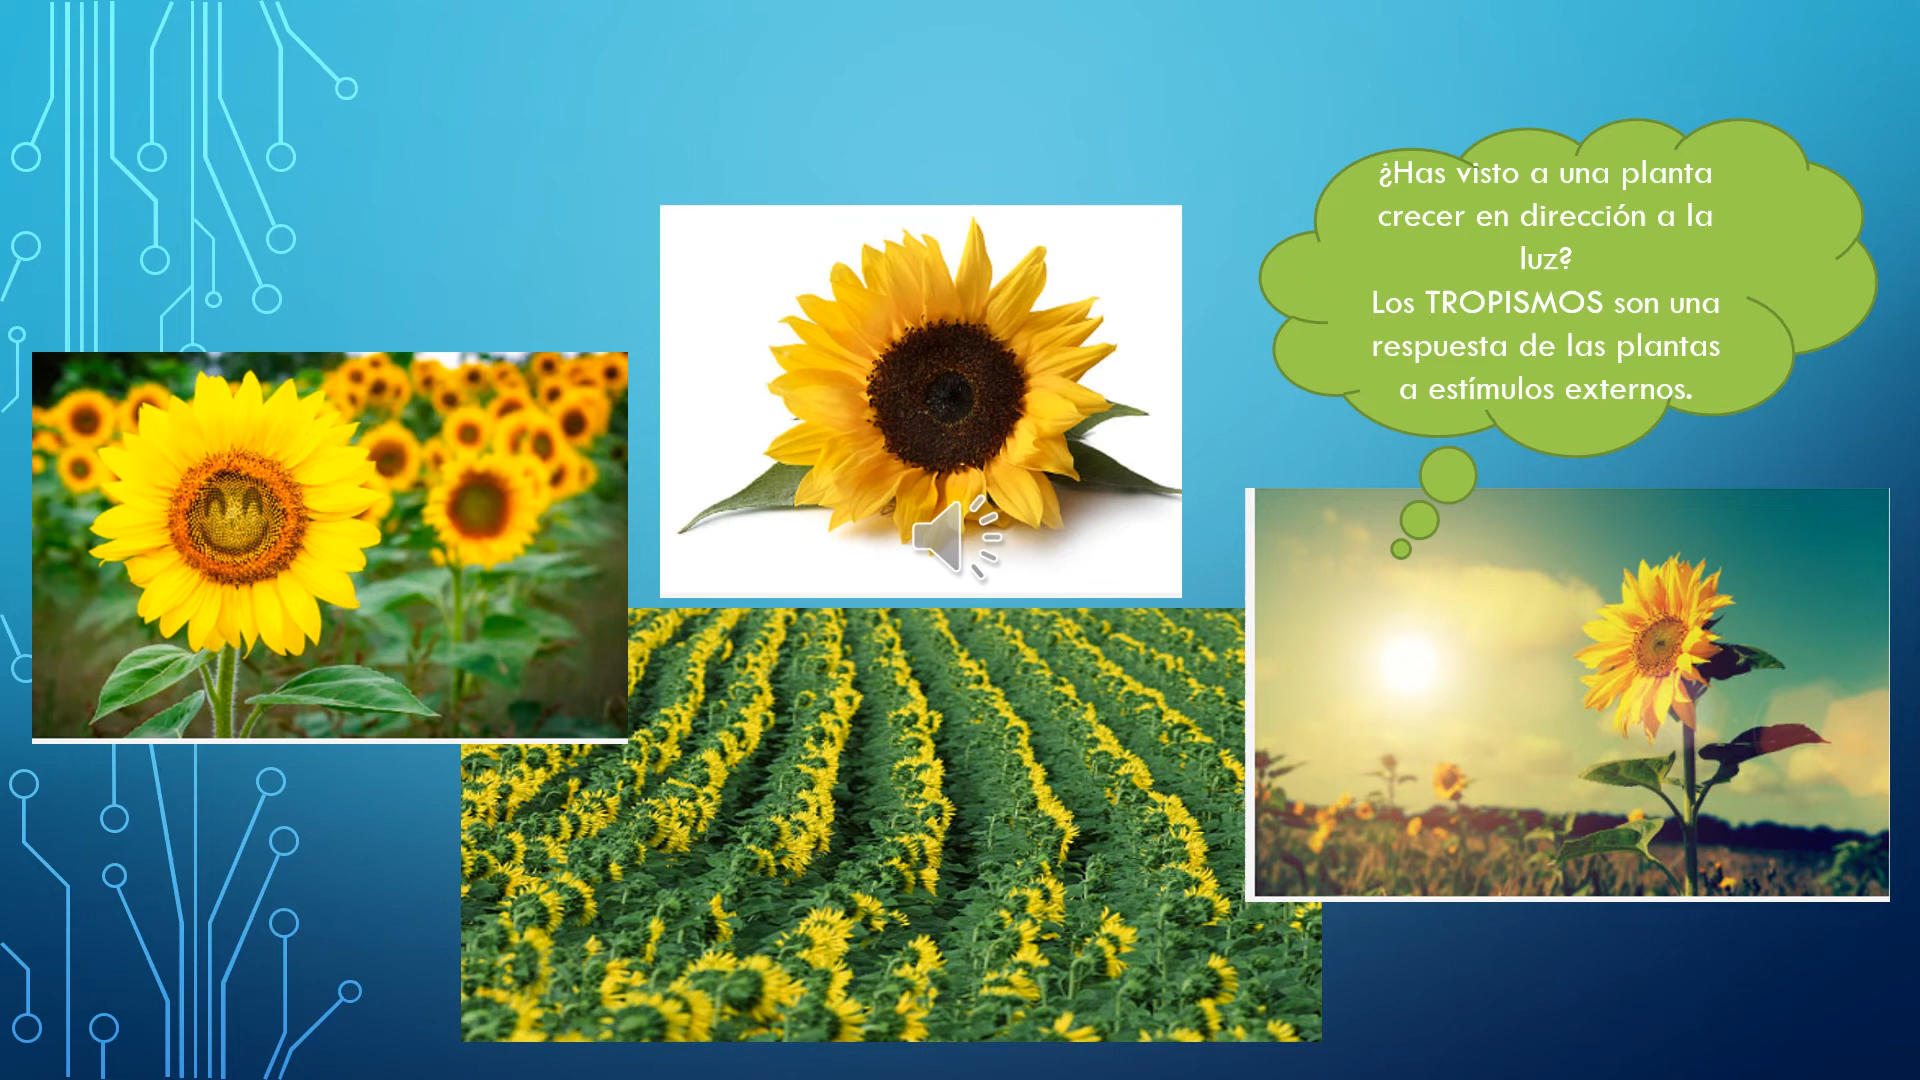 ¿Has visto a una planta
crecer en dirección a la
luz?
Los TROPISMOS son una
respuesta de las plantas
a estímulos externos.